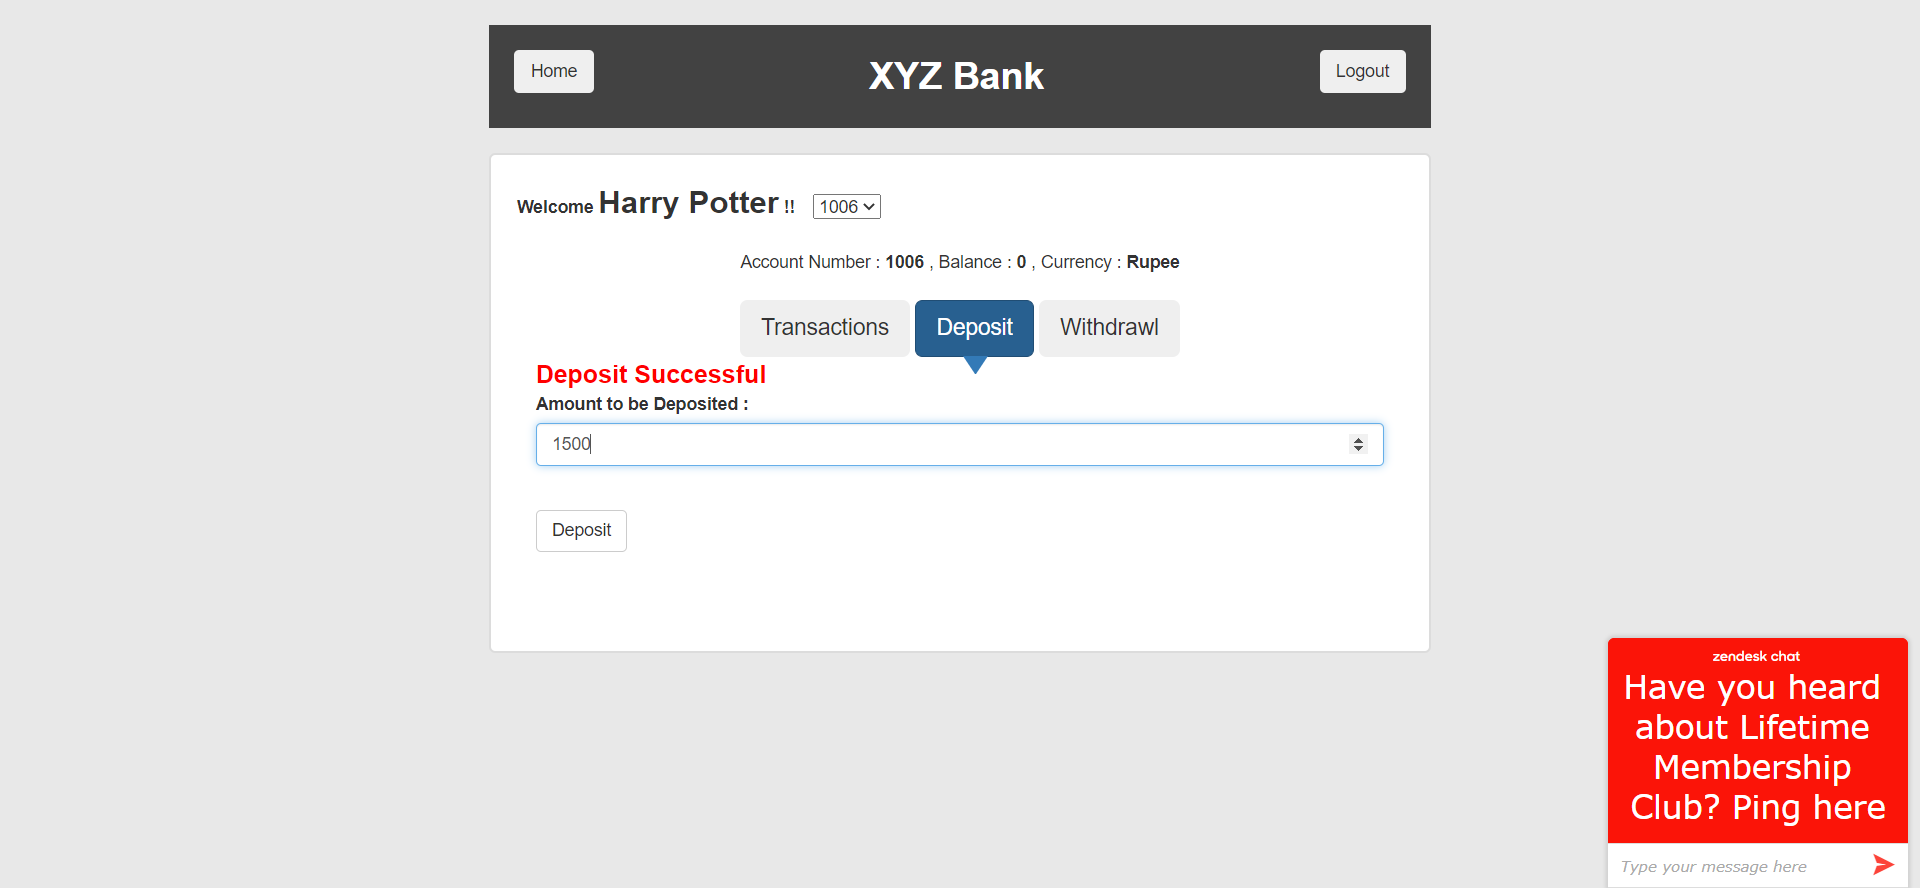 Home
XYZ Bank
Logout
Welcome Harry Potter !! 1006
Account Number : 1006 , Balance : 0 , Currency : Rupee
Transactions
Deposit
Withdrawl
Deposit Successful
Amount to be Deposited :
1500
Deposit
zendesk chat
Have you heard
about Lifetime
Membership
Club? Ping here
Type your message here